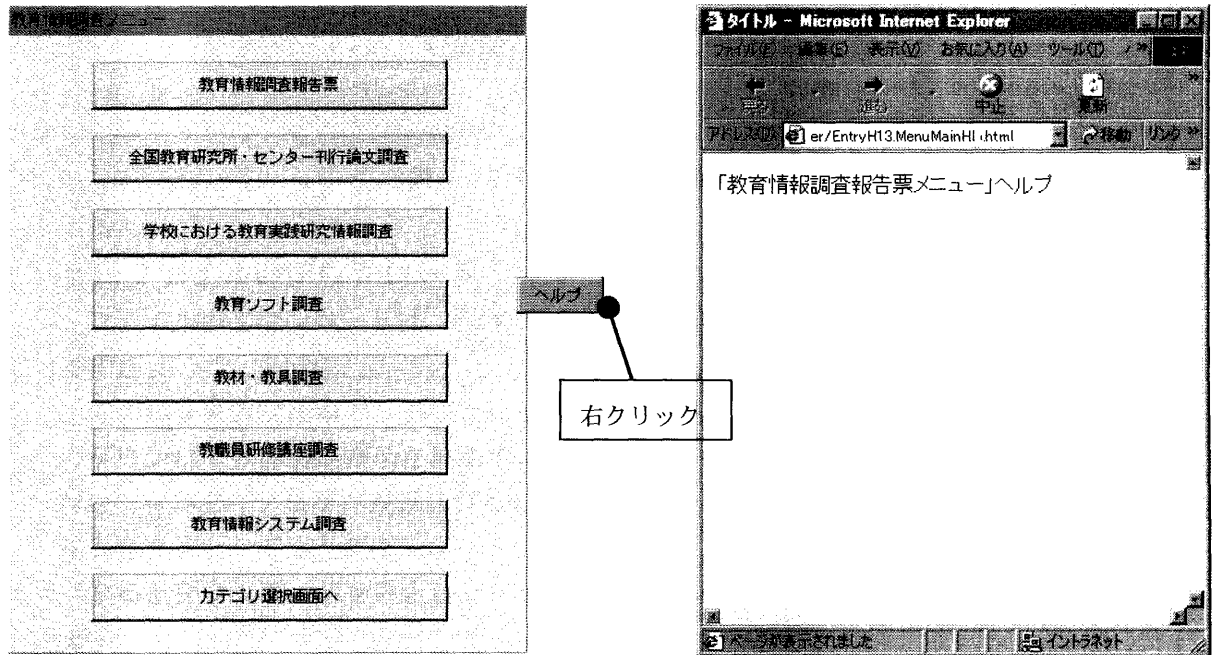 教育情報調査メニュー
教育情報調査報告票
全国教育研究所・センター刊行論文調査
学校における教育実践研究情報調査
教育ソフト調査
教材・教具調査
教職員研修講座調査
教育情報システム調査
カテゴリ選択画面へ
ヘルプ
右クリック
タイトル - Microsoft Internet Explorer
ファイル(F) 編集(E) 表示(V) お気に入り(A) ツール(T)
戻る 進む 中止 更新
アドレス(D) er/EntryH13.MenuMainH 移動 リンク
「教育情報調査報告票メニュー」ヘルプ
ページが表示されました イントラネット